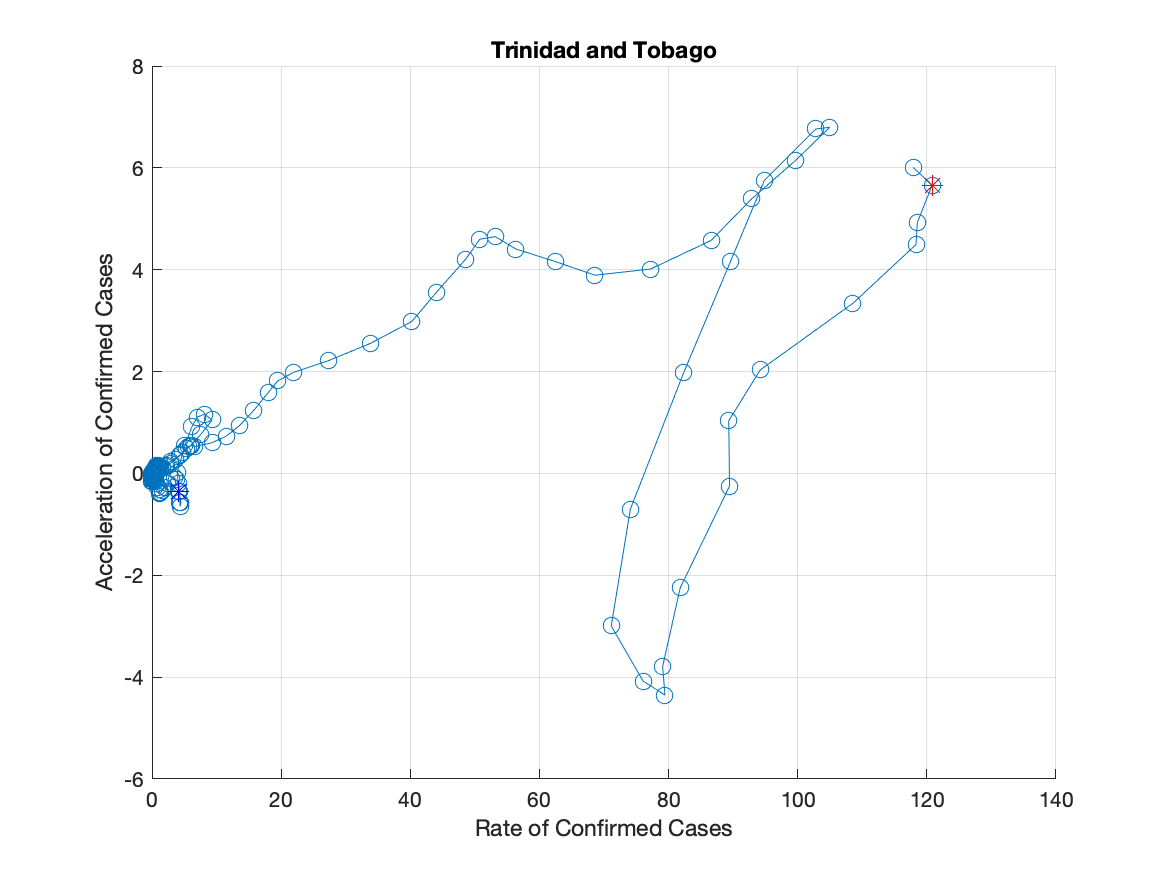 Trinidad and Tobago
8
6
4
2
0
-2
-4
-6
Acceleration of Confirmed Cases
0 20 40 60 80 100 120 140
Rate of Confirmed Cases